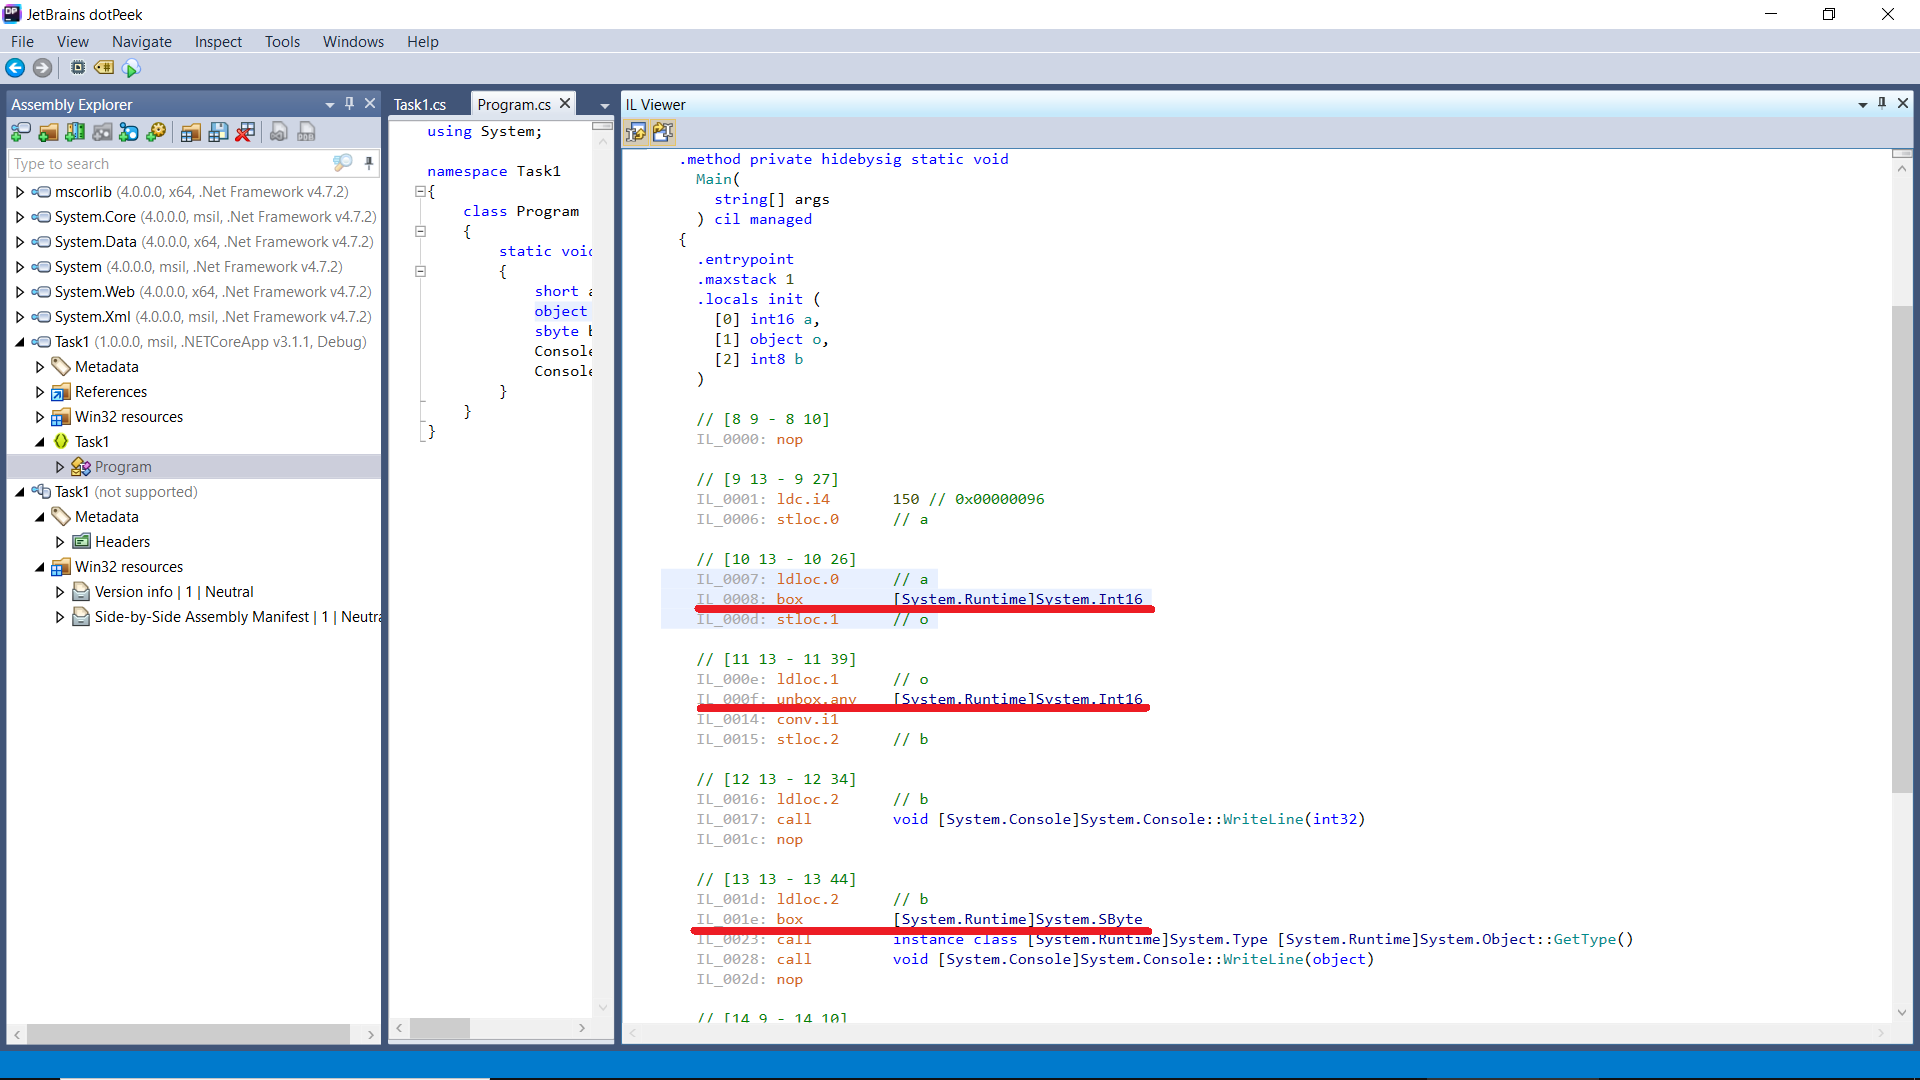 JetBrains dotPeek
File View Navigate Inspect Tools Windows Help
Assembly Explorer
Type to search
mscorlib (4.0.0.0, x64, .Net Framework v4.7.2)
System.Core (4.0.0.0, msil, .Net Framework v4.7.2)
System.Data (4.0.0.0, x64, .Net Framework v4.7.2)
System (4.0.0.0, msil, .Net Framework v4.7.2)
System.Web (4.0.0.0, x64, .Net Framework v4.7.2)
System.Xml (4.0.0.0, msil, .Net Framework v4.7.2)
Task1 (1.0.0.0, msil, .NETCoreApp v3.1.1, Debug)
Metadata
References
Win32 resources
Task1
Program
Task1 (not supported)
Metadata
Headers
Win32 resources
Version info | 1 | Neutral
Side-by-Side Assembly Manifest | 1 | Neutra
Task1.cs Program.cs
using System;
namespace Task1
{
class Program
{
static void
{
short a
object
sbyte b
Console
Console
}
}
}
IL Viewer
.method private hidebysig static void
Main(
string[] args
) cil managed
{
.entrypoint
.maxstack 1
.locals init (
[0] int16 a,
[1] object o,
[2] int8 b
)
// [8 9 - 8 10]
IL_0000: nop
// [9 13 - 9 27]
IL_0001: ldc.i4 150 // 0x00000096
IL_0006: stloc.0 // a
// [10 13 - 10 26]
IL_0007: ldloc.0 // a
IL_0008: box [System.Runtime]System.Int16
IL_000d: stloc.1 // o
// [11 13 - 11 39]
IL_000e: ldloc.1 // o
IL_000f: unbox.any [System.Runtime]System.Int16
IL_0014: conv.i1
IL_0015: stloc.2 // b
// [12 13 - 12 34]
IL_0016: ldloc.2 // b
IL_0017: call void [System.Console]System.Console::WriteLine(int32)
IL_001c: nop
// [13 13 - 13 44]
IL_001d: ldloc.2 // b
IL_001e: box [System.Runtime]System.SByte
IL_0023: call instance class [System.Runtime]System.Type [System.Runtime]System.Object::GetType()
IL_0028: call void [System.Console]System.Console::WriteLine(object)
IL_002d: nop
// [14 9 - 14 10]